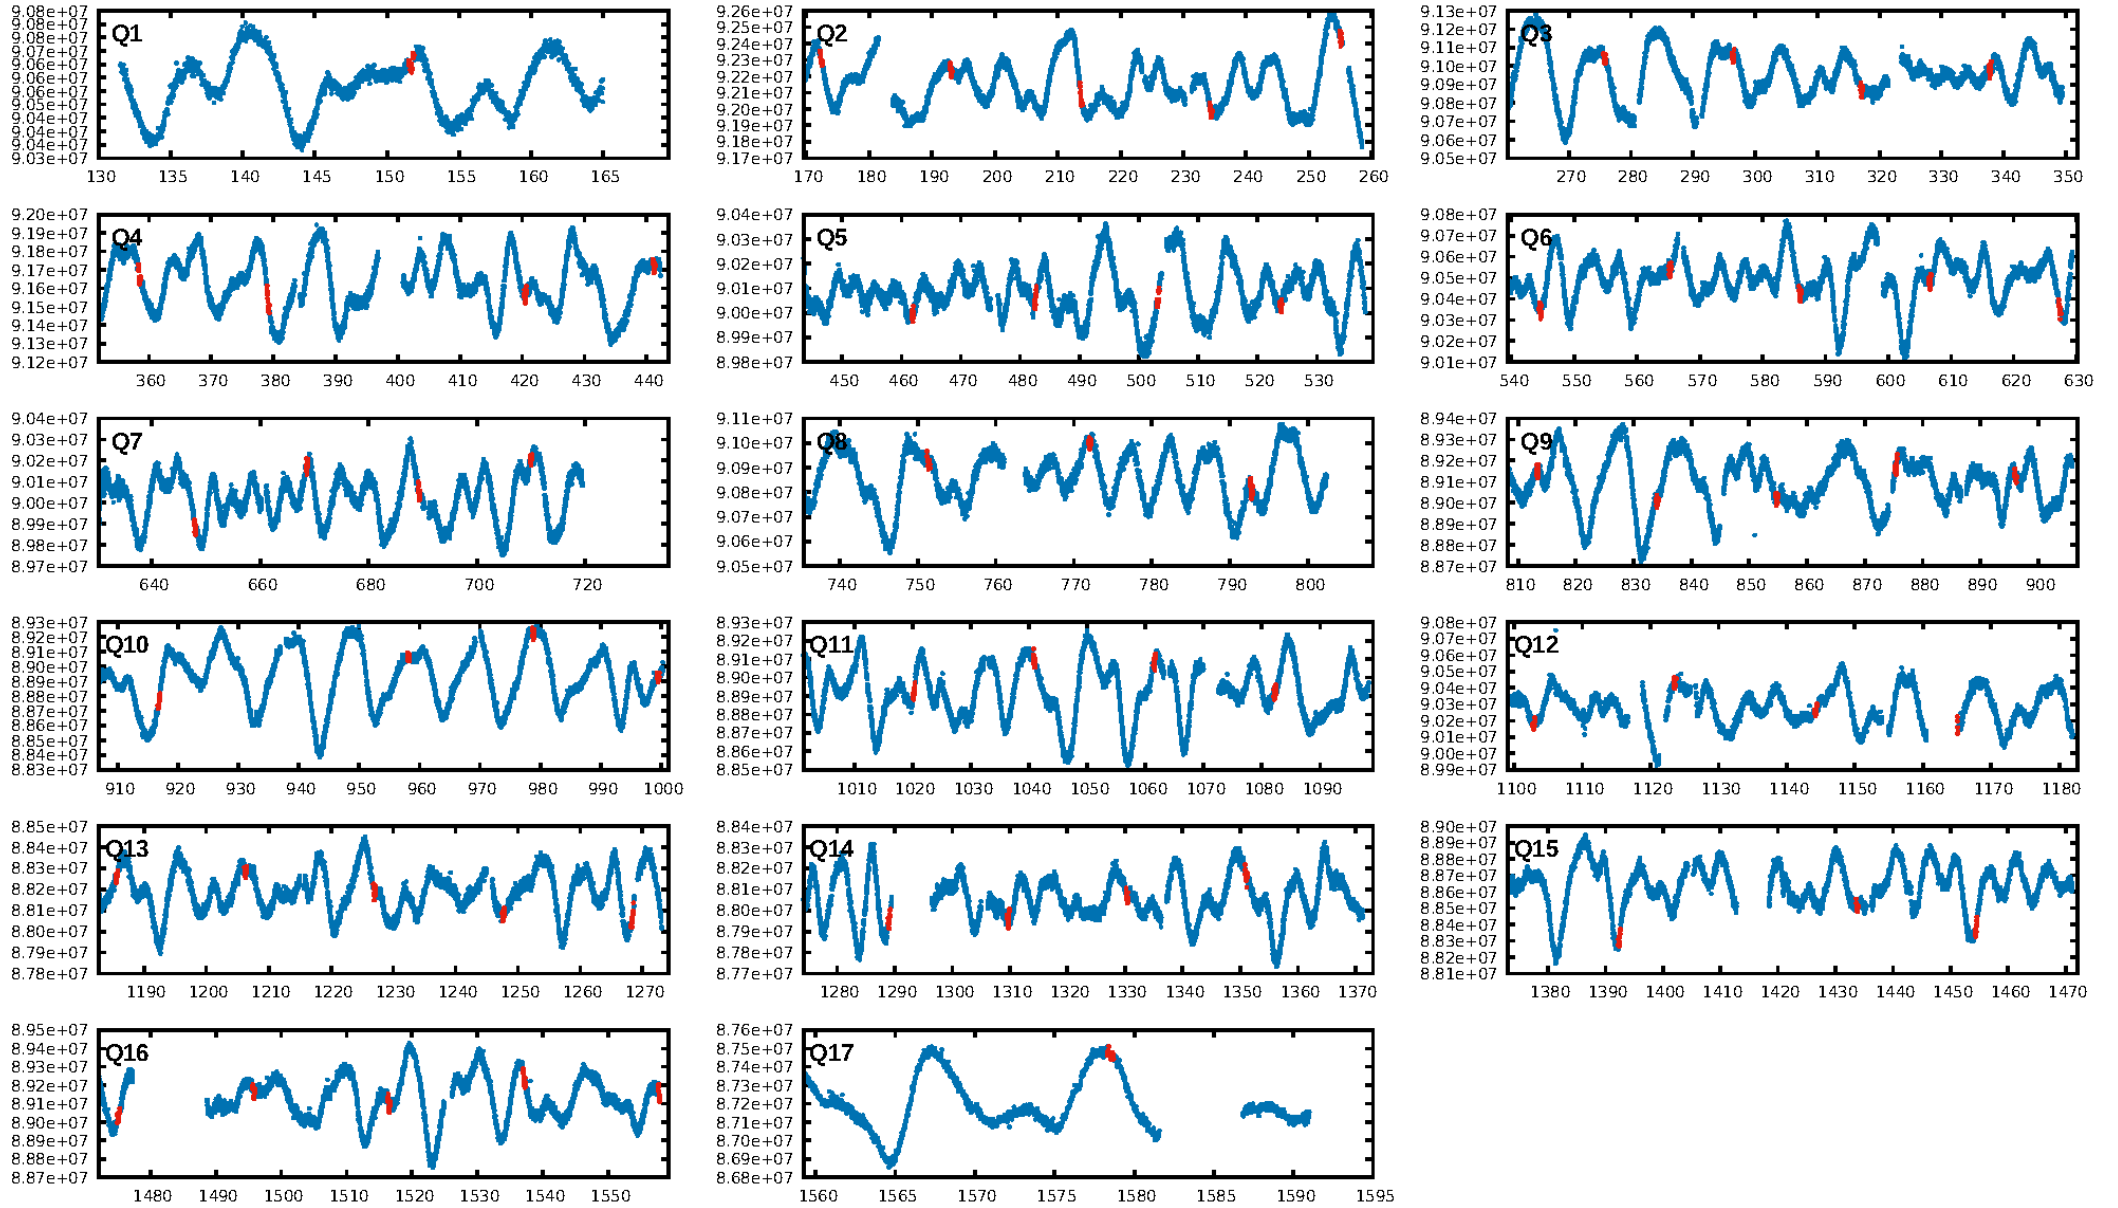 9.08e+07
9.08e+07
9.07e+07
9.07e+07
9.06e+07
9.06e+07
9.05e+07
9.05e+07
9.04e+07
9.04e+07
9.03e+07
9.03e+07
Q1
130 135 140 145 150 155 160 165
9.26e+07
9.25e+07
9.24e+07
9.23e+07
9.22e+07
9.21e+07
9.20e+07
9.19e+07
9.18e+07
9.17e+07
Q2
170 180 190 200 210 220 230 240 250 260
9.13e+07
9.12e+07
9.11e+07
9.10e+07
9.09e+07
9.08e+07
9.07e+07
9.06e+07
9.05e+07
Q3
270 280 290 300 310 320 330 340 350
9.20e+07
9.19e+07
9.18e+07
9.17e+07
9.16e+07
9.15e+07
9.14e+07
9.13e+07
9.12e+07
Q4
360 370 380 390 400 410 420 430 440
9.04e+07
9.03e+07
9.02e+07
9.01e+07
9.00e+07
8.99e+07
8.98e+07
Q5
450 460 470 480 490 500 510 520 530
9.08e+07
9.07e+07
9.06e+07
9.05e+07
9.04e+07
9.03e+07
9.02e+07
9.01e+07
Q6
540 550 560 570 580 590 600 610 620 630
9.04e+07
9.03e+07
9.02e+07
9.01e+07
9.00e+07
8.99e+07
8.98e+07
8.97e+07
Q7
640 660 680 700 720
9.11e+07
9.10e+07
9.09e+07
9.08e+07
9.07e+07
9.06e+07
9.05e+07
Q8
740 750 760 770 780 790 800
8.94e+07
8.93e+07
8.92e+07
8.91e+07
8.90e+07
8.89e+07
8.88e+07
8.87e+07
Q9
810 820 830 840 850 860 870 880 890 900
8.93e+07
8.92e+07
8.91e+07
8.90e+07
8.89e+07
8.88e+07
8.87e+07
8.86e+07
8.85e+07
8.84e+07
8.83e+07
Q10
910 920 930 940 950 960 970 980 990 1000
8.93e+07
8.92e+07
8.91e+07
8.90e+07
8.89e+07
8.88e+07
8.87e+07
8.86e+07
8.85e+07
Q11
1010 1020 1030 1040 1050 1060 1070 1080 1090
9.08e+07
9.07e+07
9.06e+07
9.05e+07
9.04e+07
9.03e+07
9.02e+07
9.01e+07
9.00e+07
8.99e+07
Q12
1100 1110 1120 1130 1140 1150 1160 1170 1180
8.85e+07
8.84e+07
8.83e+07
8.82e+07
8.81e+07
8.80e+07
8.79e+07
8.78e+07
Q13
1190 1200 1210 1220 1230 1240 1250 1260 1270
8.84e+07
8.83e+07
8.82e+07
8.81e+07
8.80e+07
8.79e+07
8.78e+07
8.77e+07
Q14
1280 1290 1300 1310 1320 1330 1340 1350 1360 1370
8.90e+07
8.89e+07
8.88e+07
8.87e+07
8.86e+07
8.85e+07
8.84e+07
8.83e+07
8.82e+07
8.81e+07
Q15
1380 1390 1400 1410 1420 1430 1440 1450 1460 1470
8.95e+07
8.94e+07
8.93e+07
8.92e+07
8.91e+07
8.90e+07
8.89e+07
8.88e+07
8.87e+07
Q16
1480 1490 1500 1510 1520 1530 1540 1550
8.76e+07
8.75e+07
8.74e+07
8.73e+07
8.72e+07
8.71e+07
8.70e+07
8.69e+07
8.68e+07
Q17
1560 1565 1570 1575 1580 1585 1590 1595